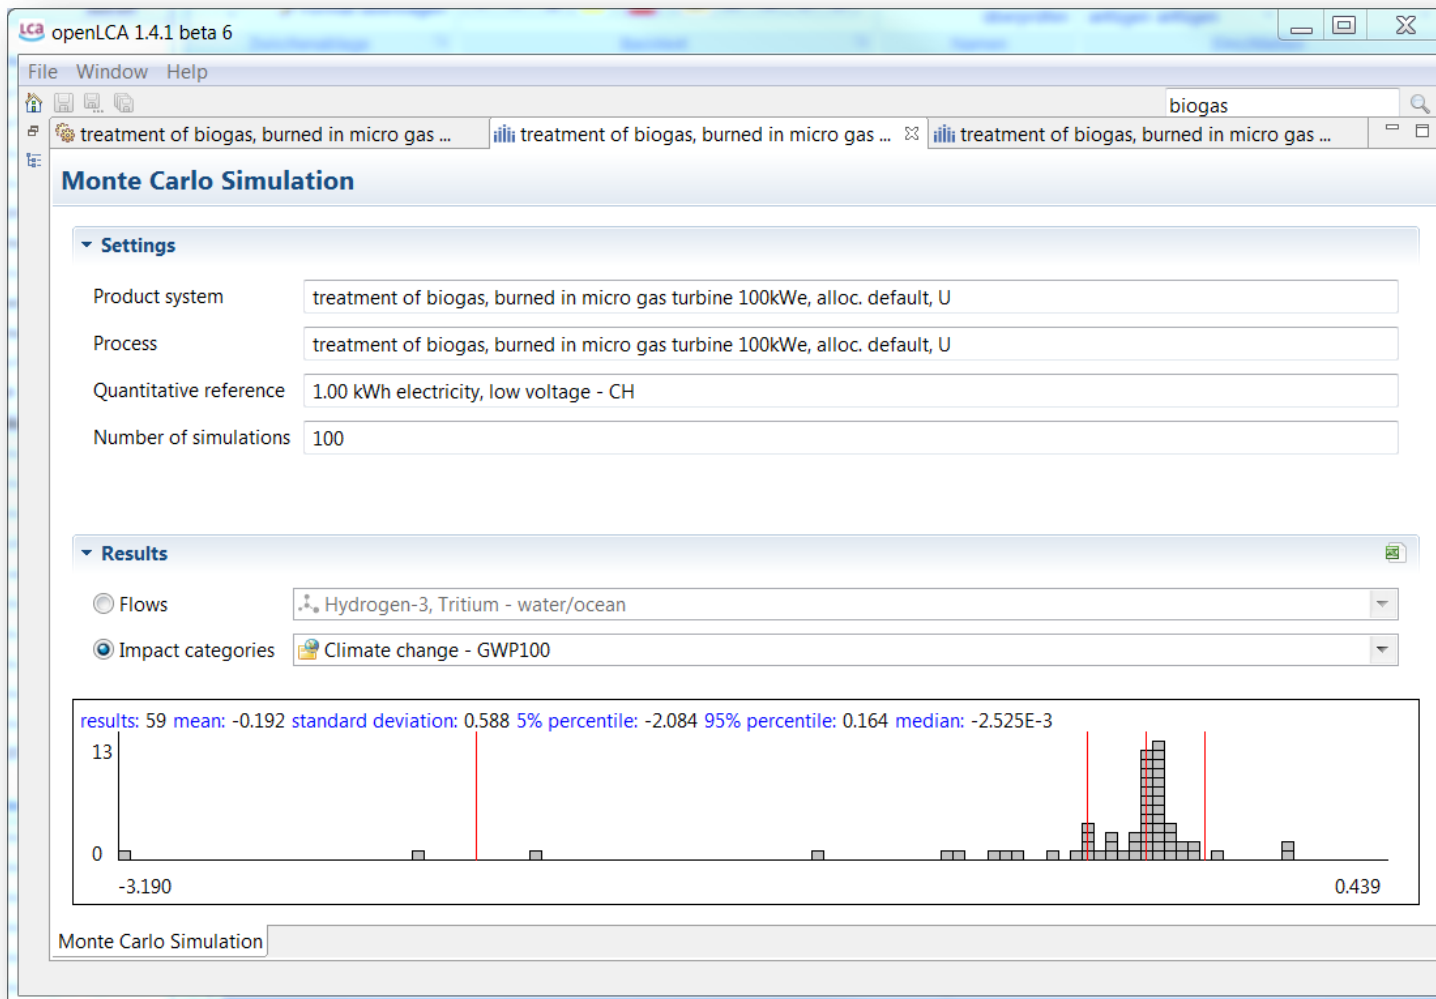 LCa openLCA 1.4.1 beta 6
File Window Help
biogas
treatment of biogas, burned in micro gas ... treatment of biogas, burned in micro gas ... treatment of biogas, burned in micro gas ...
Monte Carlo Simulation
Settings
Product system treatment of biogas, burned in micro gas turbine 100kWe, alloc. default, U
Process treatment of biogas, burned in micro gas turbine 100kWe, alloc. default, U
Quantitative reference 1.00 kWh electricity, low voltage - CH
Number of simulations 100
Results
Flows Hydrogen-3, Tritium - water/ocean
Impact categories Climate change - GWP100
results: 59 mean: -0.192 standard deviation: 0.588 5% percentile: -2.084 95% percentile: 0.164 median: -2.525E-3
13
0
-3.190 0.439
Monte Carlo Simulation